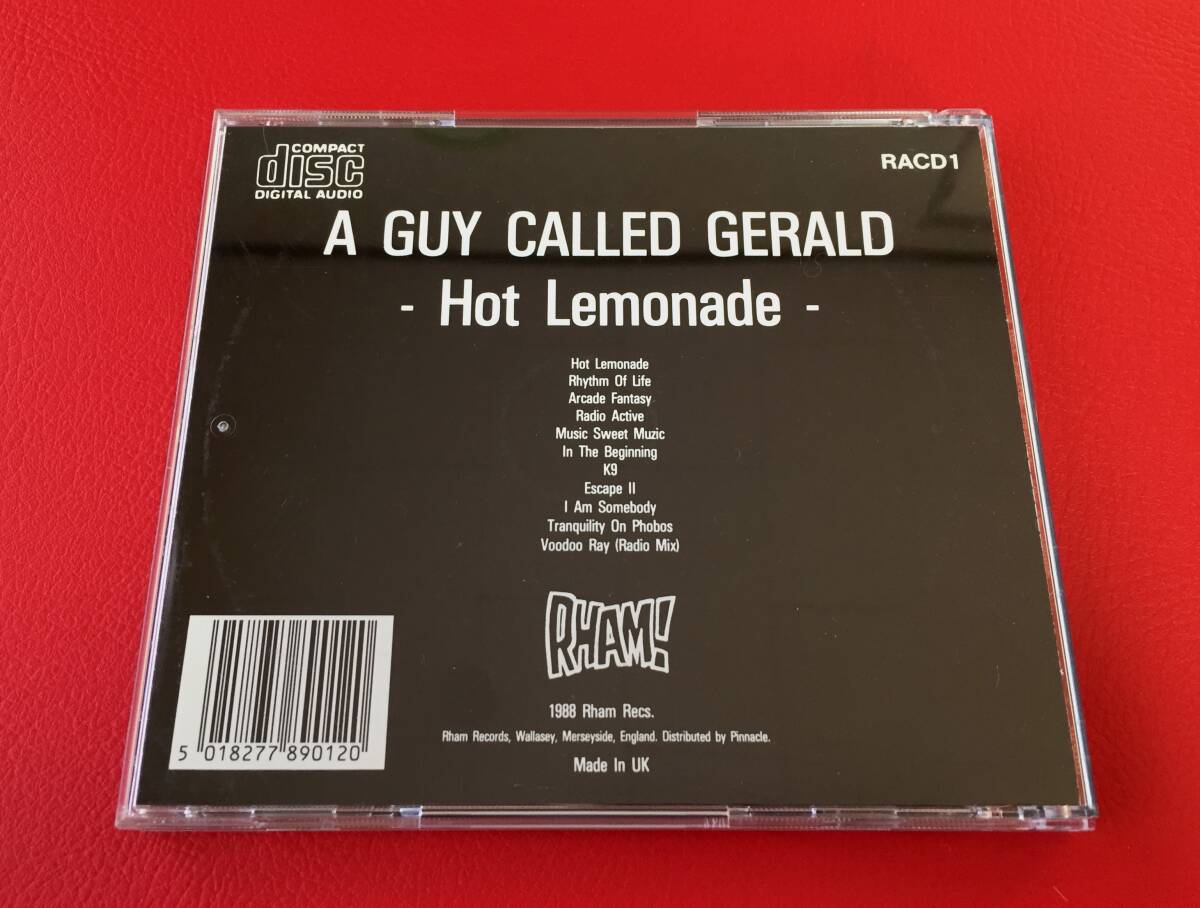 COMPACT
disc
DIGITAL AUDIO
RACD1
A GUY CALLED GERALD
- Hot Lemonade -
Hot Lemonade
Rhythm Of Life
Arcade Fantasy
Radio Active
Music Sweet Muzic
In The Beginning
K9
Escape II
I Am Somebody
Tranquility On Phobos
Voodoo Ray (Radio Mix)
RHAM!
1988 Rham Recs.
Rham Records, Wallasey, Merseyside, England. Distributed by Pinnacle.
Made In UK
5 018277 890120